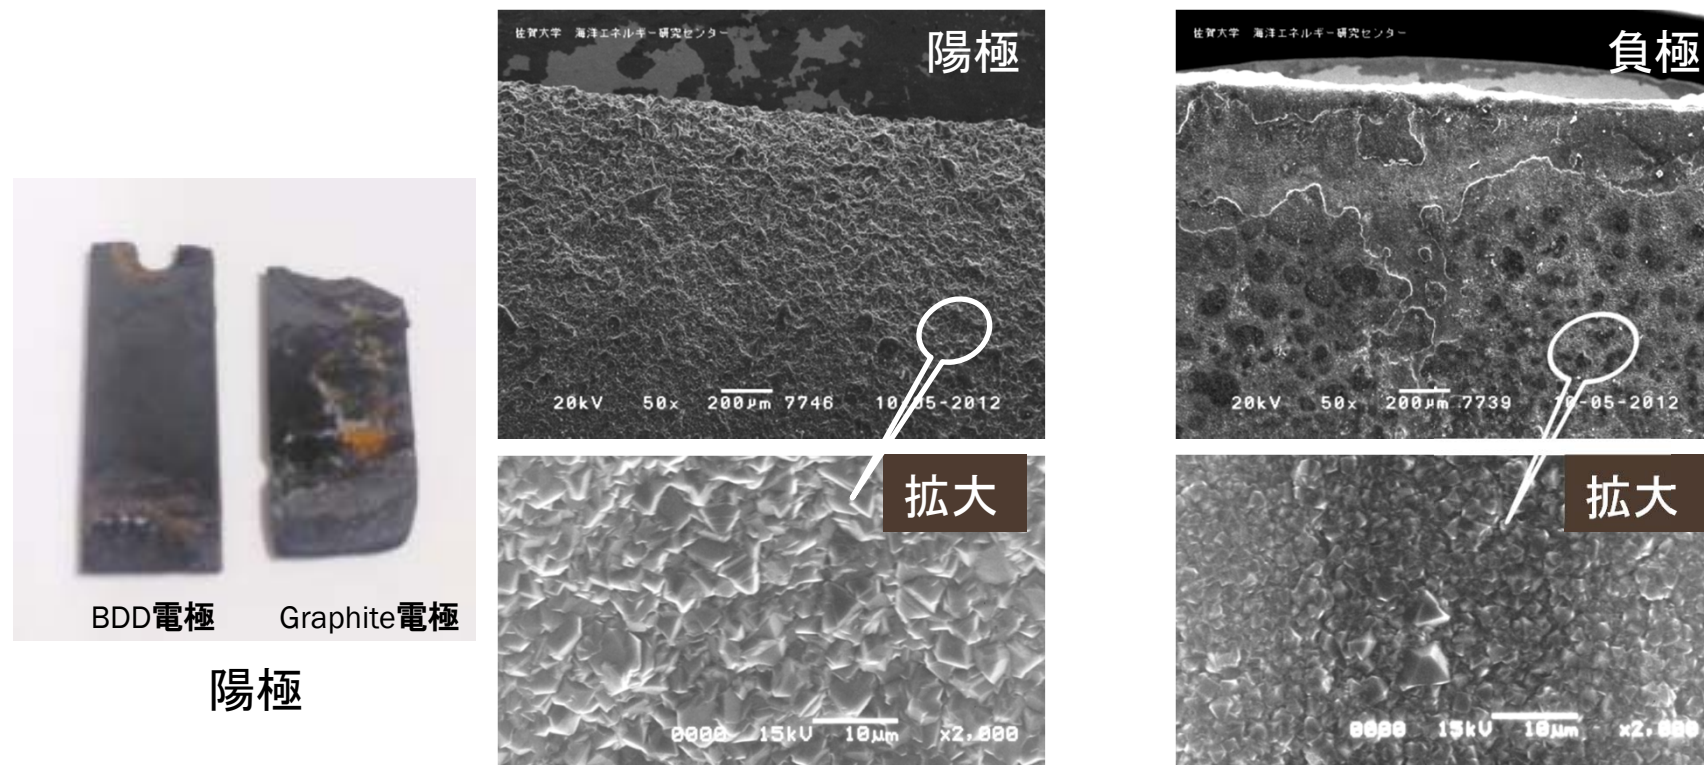 BDD電極
Graphite電極
陽極
佐賀大学 海洋エネルギー研究センター
陽極
20kV 50x 200μm 7746 10-05-2012
拡大
0000 15kV 10μm x2,000
佐賀大学 海洋エネルギー研究センター
負極
20kV 50x 200μm 7739 10-05-2012
拡大
0000 15kV 10μm x2,000